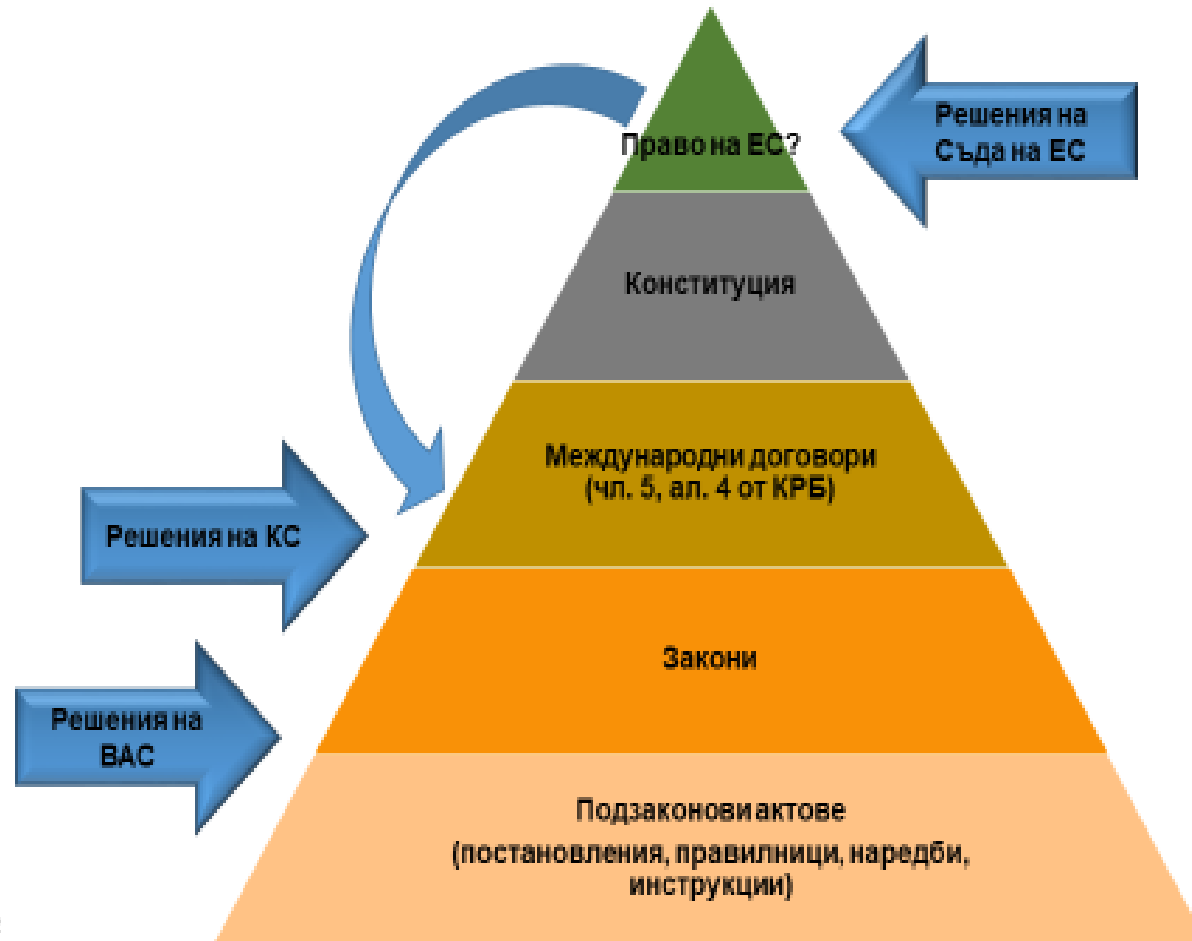 Право на ЕС?
Решения на
Съда на ЕС
Конституция
Международни договори
(чл. 5, ал. 4 от КРБ)
Решения на КС
Закони
Решения на
ВАС
Подзаконови актове
(постановления, правилници, наредби,
инструкции)